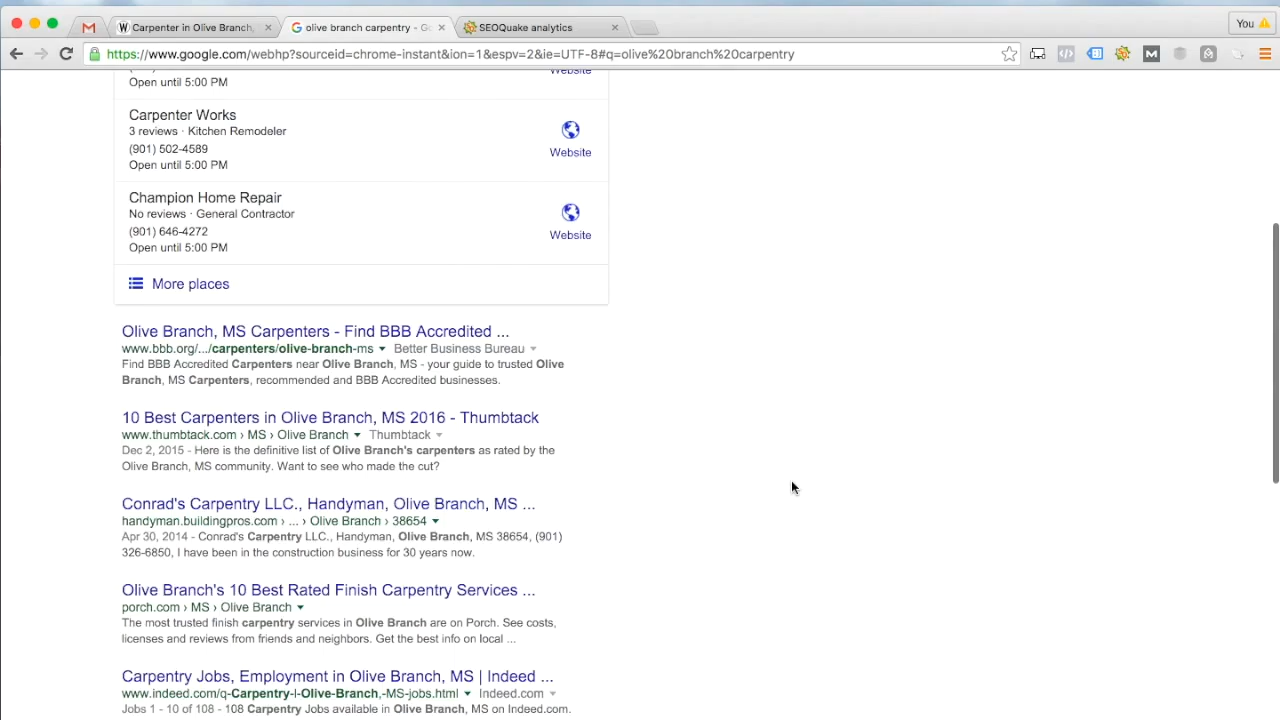 Carpenter in Olive Branch,
olive branch carpentry - Go
SEOQuake analytics
You
https://www.google.com/webhp?sourceid=chrome-instant&ion=1&espv=2&ie=UTF-8#q=olive%20branch%20carpentry
Website
Open until 5:00 PM
Carpenter Works
3 reviews · Kitchen Remodeler
(901) 502-4589
Website
Open until 5:00 PM
Champion Home Repair
No reviews · General Contractor
(901) 646-4272
Website
Open until 5:00 PM
More places
Olive Branch, MS Carpenters - Find BBB Accredited ...
www.bbb.org/.../carpenters/olive-branch-ms Better Business Bureau
Find BBB Accredited Carpenters near Olive Branch, MS - your guide to trusted Olive
Branch, MS Carpenters, recommended and BBB Accredited businesses.
10 Best Carpenters in Olive Branch, MS 2016 - Thumbtack
www.thumbtack.com › MS › Olive Branch Thumbtack
Dec 2, 2015 - Here is the definitive list of Olive Branch's carpenters as rated by the
Olive Branch, MS community. Want to see who made the cut?
Conrad's Carpentry LLC., Handyman, Olive Branch, MS ...
handyman.buildingpros.com › ... › Olive Branch › 38654
Apr 30, 2014 - Conrad's Carpentry LLC., Handyman, Olive Branch, MS 38654, (901)
326-6850, I have been in the construction business for 30 years now.
Olive Branch's 10 Best Rated Finish Carpentry Services ...
porch.com › MS › Olive Branch
The most trusted finish carpentry services in Olive Branch are on Porch. See costs,
licenses and reviews from friends and neighbors. Get the best info on local ...
Carpentry Jobs, Employment in Olive Branch, MS | Indeed ...
www.indeed.com/q-Carpentry-l-Olive-Branch,-MS-jobs.html Indeed.com
Jobs 1 - 10 of 108 - 108 Carpentry Jobs available in Olive Branch, MS on Indeed.com.